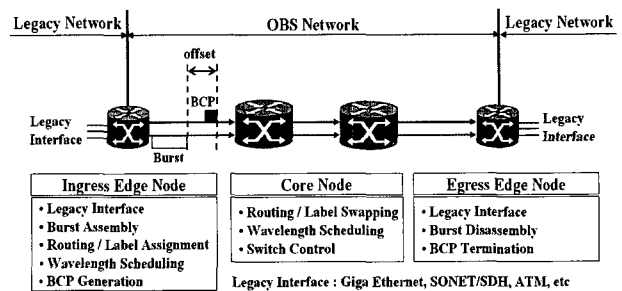 Legacy Network
OBS Network
Legacy Network
offset
BCP
Legacy
Interface
Burst
Legacy
Interface
Ingress Edge Node
• Legacy Interface
• Burst Assembly
• Routing / Label Assignment
• Wavelength Scheduling
• BCP Generation
Core Node
• Routing / Label Swapping
• Wavelength Scheduling
• Switch Control
Egress Edge Node
• Legacy Interface
• Burst Disassembly
• BCP Termination
Legacy Interface : Giga Ethernet, SONET/SDH, ATM, etc